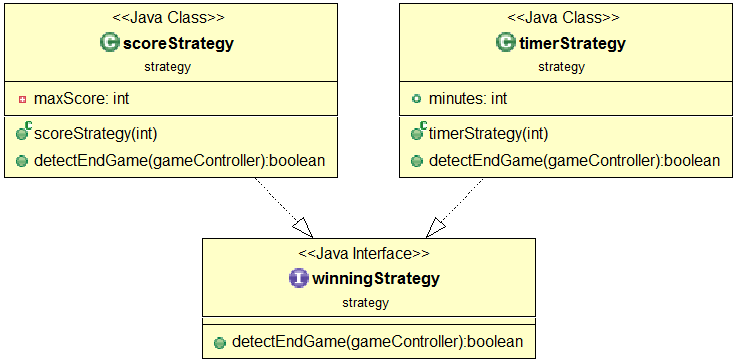 <<Java Class>>
scoreStrategy
strategy
maxScore: int
scoreStrategy(int)
detectEndGame(gameController):boolean
<<Java Class>>
timerStrategy
strategy
minutes: int
timerStrategy(int)
detectEndGame(gameController):boolean
<<Java Interface>>
winningStrategy
strategy
detectEndGame(gameController):boolean